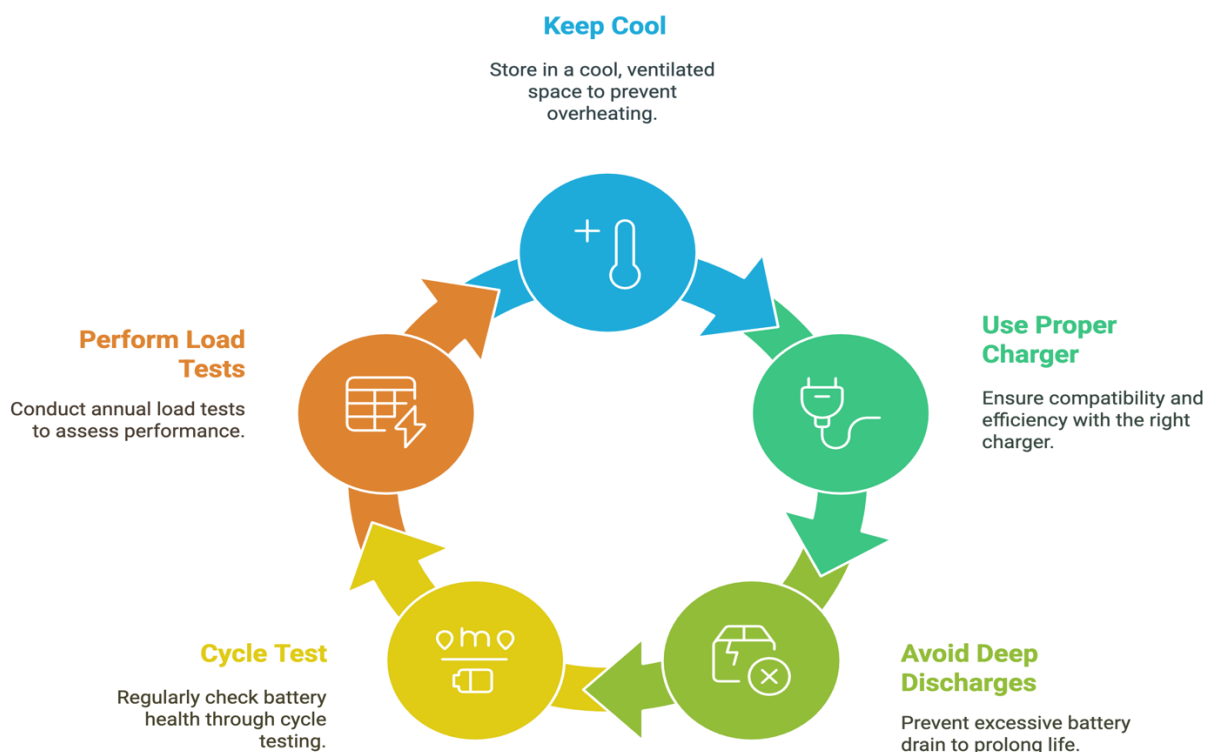 Keep Cool
Store in a cool, ventilated
space to prevent
overheating.
Use Proper
Charger
Ensure compatibility and
efficiency with the right
charger.
Avoid Deep
Discharges
Prevent excessive battery
drain to prolong life.
Cycle Test
Regularly check battery
health through cycle
testing.
Perform Load
Tests
Conduct annual load tests
to assess performance.